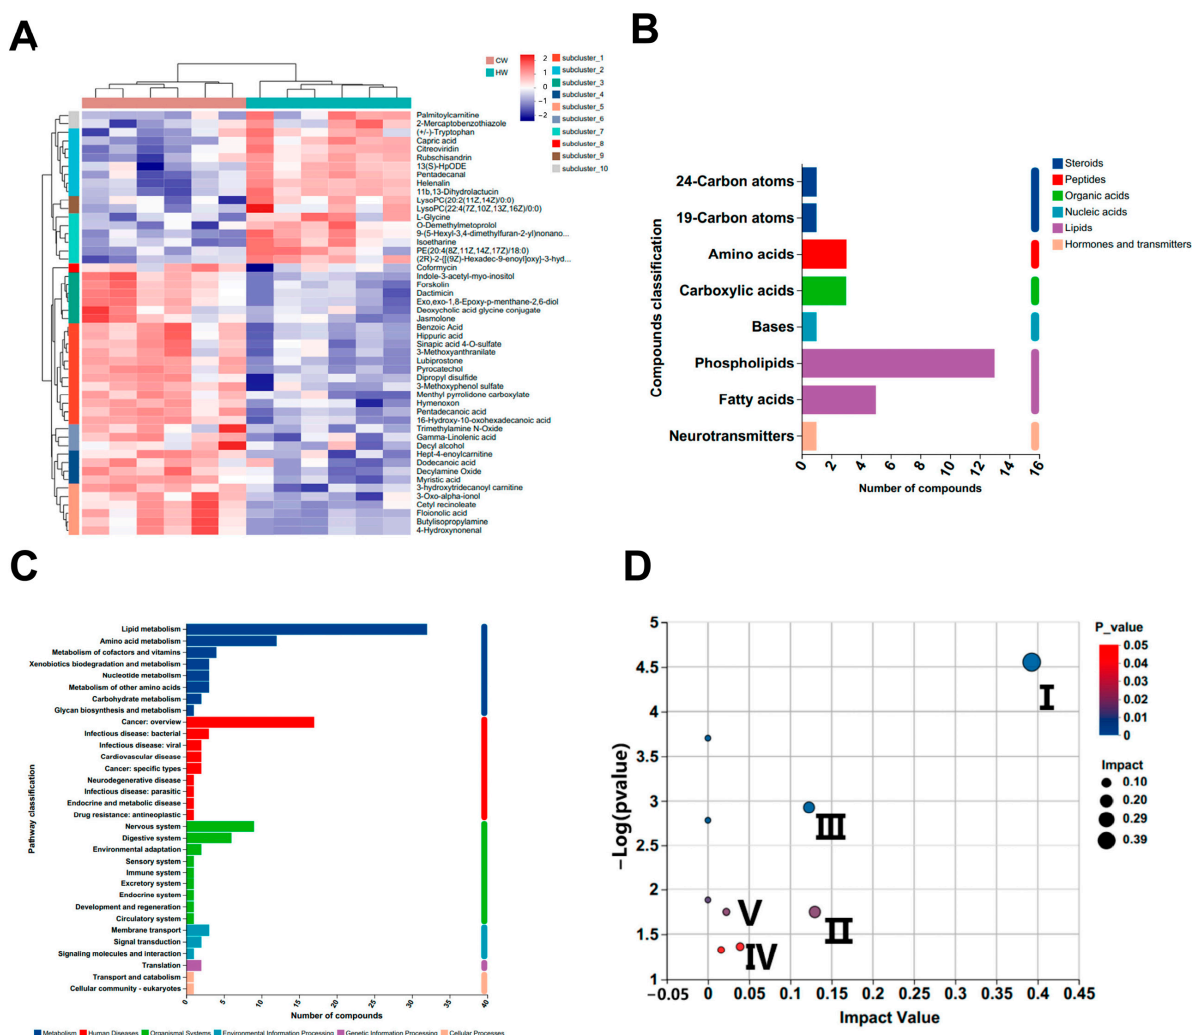 A
CW
HW
2
1
0
−1
−2
subcluster_1
subcluster_2
subcluster_3
subcluster_4
subcluster_5
subcluster_6
subcluster_7
subcluster_8
subcluster_9
subcluster_10
Palmitoylcarnitine
2-Mercaptobenzothiazole
(+/-)-Tryptophan
Capric acid
Citreoviridin
Rubschisandrin
13(S)-HpODE
Pentadecanal
Helenalin
11b,13-Dihydrolactucin
LysoPC(20:2(11Z,14Z)/0:0)
LysoPC(22:4(7Z,10Z,13Z,16Z)/0:0)
L-Glycine
O-Demethylmetoprolol
9-(5-Hexyl-3,4-dimethylfuran-2-yl)nonano...
Isoetharine
PE(20:4(8Z,11Z,14Z,17Z)/18:0)
(2R)-2-{[(9Z)-Hexadec-9-enoyl]oxy}-3-hyd...
Coformycin
Indole-3-acetyl-myo-inositol
Forskolin
Dactimicin
Exo,exo-1,8-Epoxy-p-menthane-2,6-diol
Deoxycholic acid glycine conjugate
Jasmolone
Benzoic Acid
Hippuric acid
Sinapic acid 4-O-sulfate
3-Methoxyanthranilate
Lubiprostone
Pyrocatechol
Dipropyl disulfide
3-Methoxyphenol sulfate
Menthyl pyrrolidone carboxylate
Hymenoxon
Pentadecanoic acid
16-Hydroxy-10-oxohexadecanoic acid
Trimethylamine N-Oxide
Gamma-Linolenic acid
Decyl alcohol
Hept-4-enoylcarnitine
Dodecanoic acid
Decylamine Oxide
Myristic acid
3-hydroxytridecanoyl carnitine
3-Oxo-alpha-ionol
Cetyl recinoleate
Floionolic acid
Butylisopropylamine
4-Hydroxynonenal
B
Compounds classification
24-Carbon atoms
19-Carbon atoms
Amino acids
Carboxylic acids
Bases
Phospholipids
Fatty acids
Neurotransmitters
0 2 4 6 8 10 12 14 16
Number of compounds
Steroids
Peptides
Organic acids
Nucleic acids
Lipids
Hormones and transmitters
C
Pathway classification
Lipid metabolism
Amino acid metabolism
Metabolism of cofactors and vitamins
Xenobiotics biodegradation and metabolism
Nucleotide metabolism
Metabolism of other amino acids
Carbohydrate metabolism
Glycan biosynthesis and metabolism
Cancer: overview
Infectious disease: bacterial
Infectious disease: viral
Cardiovascular disease
Cancer: specific types
Neurodegenerative disease
Infectious disease: parasitic
Endocrine and metabolic disease
Drug resistance: antineoplastic
Nervous system
Digestive system
Environmental adaptation
Sensory system
Immune system
Excretory system
Endocrine system
Development and regeneration
Circulatory system
Membrane transport
Signal transduction
Signaling molecules and interaction
Translation
Transport and catabolism
Cellular community - eukaryotes
0 5 10 15 20 25 30 35 40
Number of compounds
Metabolism Human Diseases Organismal Systems Environmental Information Processing Genetic Information Processing Cellular Processes
D
−Log(pvalue)
5
4.5
4
3.5
3
2.5
2
1.5
1
−0.05 0 0.05 0.1 0.15 0.2 0.25 0.3 0.35 0.4 0.45
Impact Value
I
III
V
II
IV
P_value
0.05
0.04
0.03
0.02
0.01
0
Impact
0.10
0.20
0.29
0.39